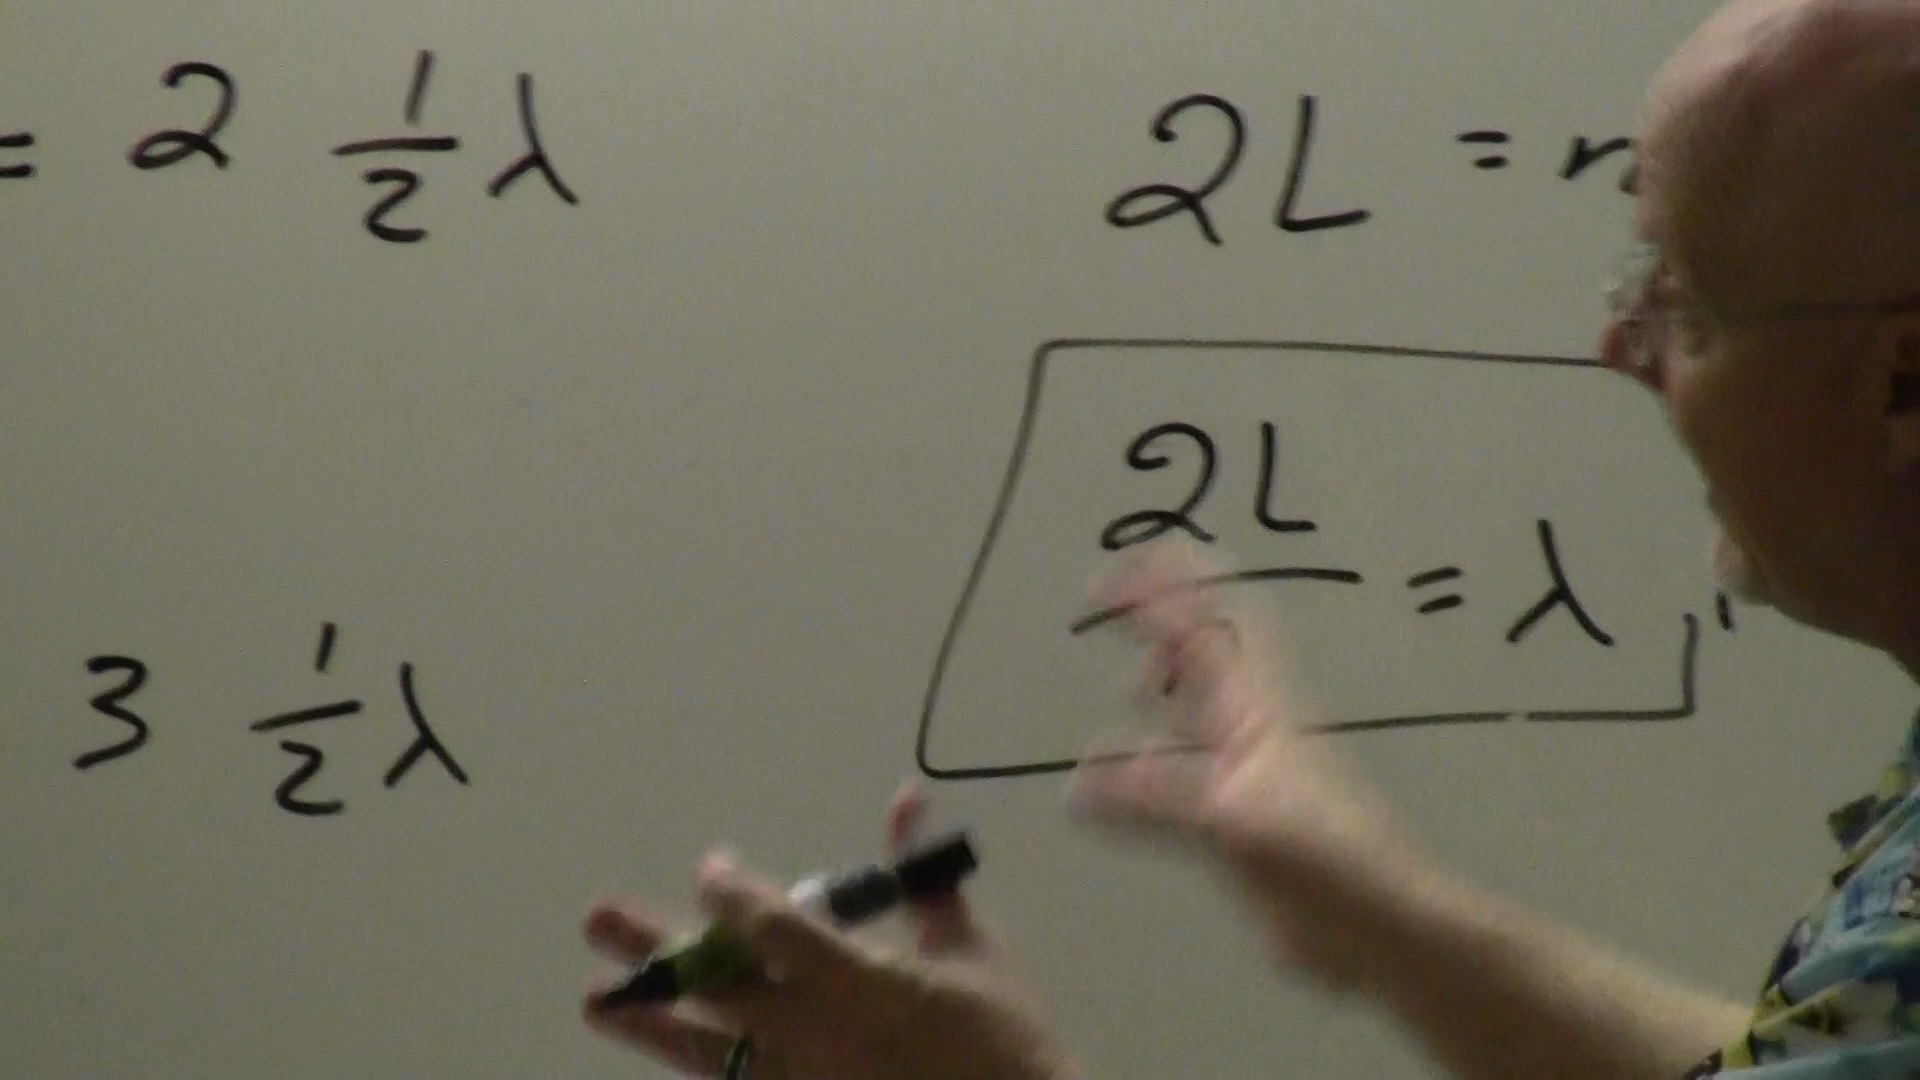 = 2 1/2 λ
3 1/2 λ
2L = n
2L/n = λ